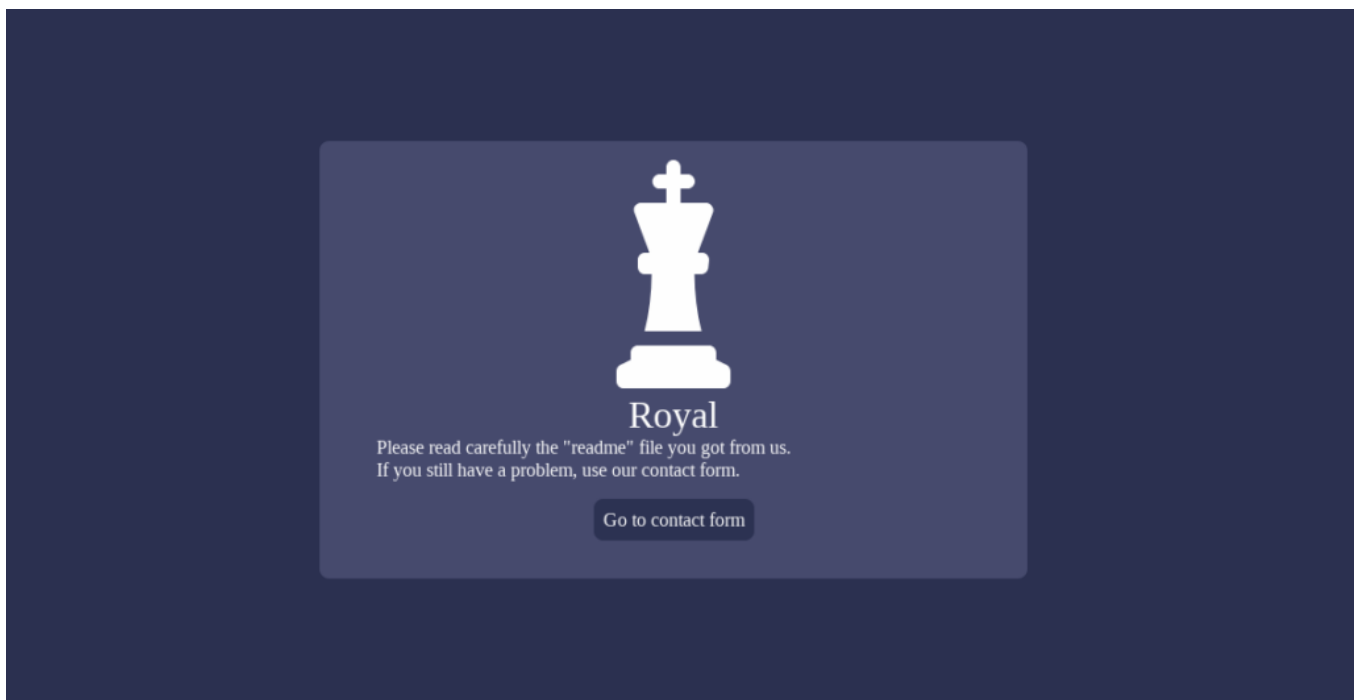 Royal
Please read carefully the "readme" file you got from us.
If you still have a problem, use our contact form.
Go to contact form